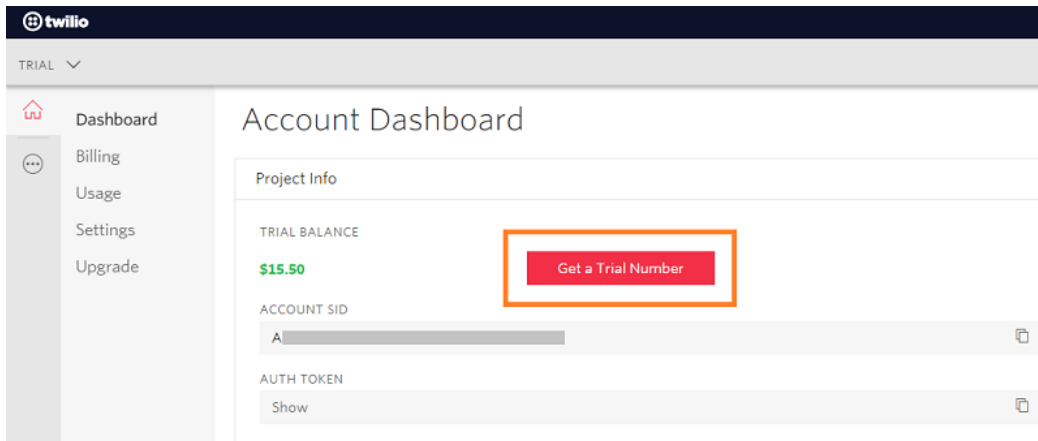 twilio
TRIAL
Dashboard
Billing
Usage
Settings
Upgrade
Account Dashboard
Project Info
TRIAL BALANCE
$15.50
Get a Trial Number
ACCOUNT SID
A
AUTH TOKEN
Show